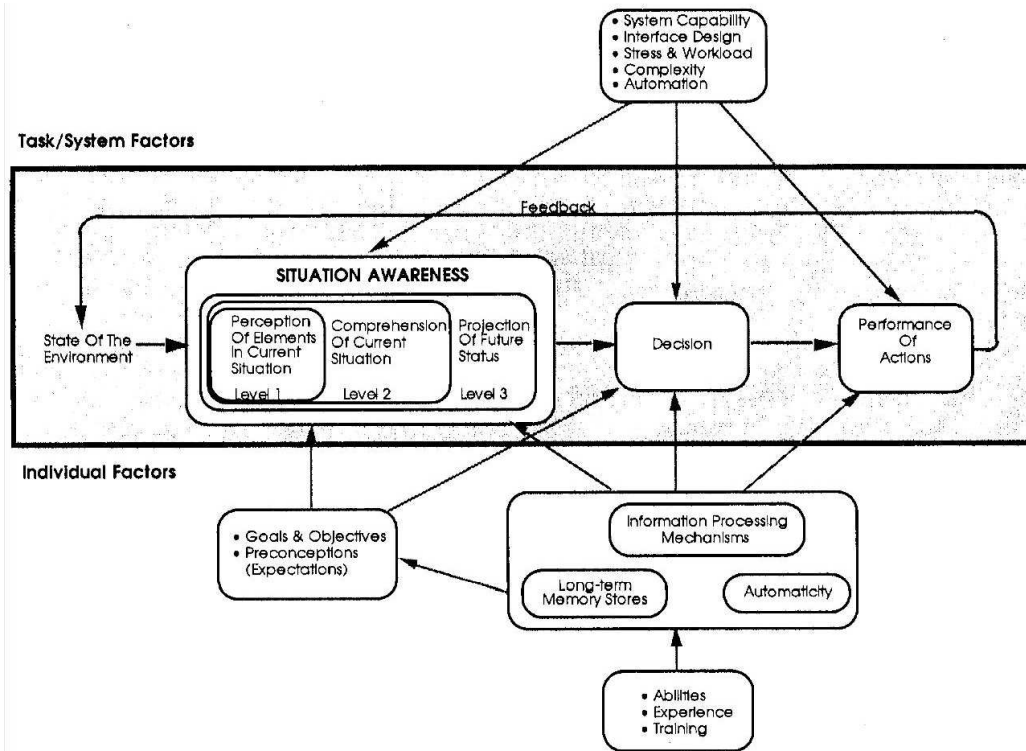 • System Capability
• Interface Design
• Stress & Workload
• Complexity
• Automation
Task/System Factors
Feedback
SITUATION AWARENESS
Perception
Of Elements
In Current
Situation
Level 1
Comprehension
Of Current
Situation
Level 2
Projection
Of Future
Status
Level 3
State Of The
Environment
Decision
Performance
Of
Actions
Individual Factors
• Goals & Objectives
• Preconceptions
(Expectations)
Information Processing
Mechanisms
Long-term
Memory Stores
Automaticity
• Abilities
• Experience
• Training